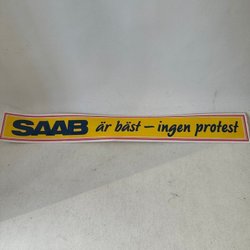 SAAB är bäst – ingen protest